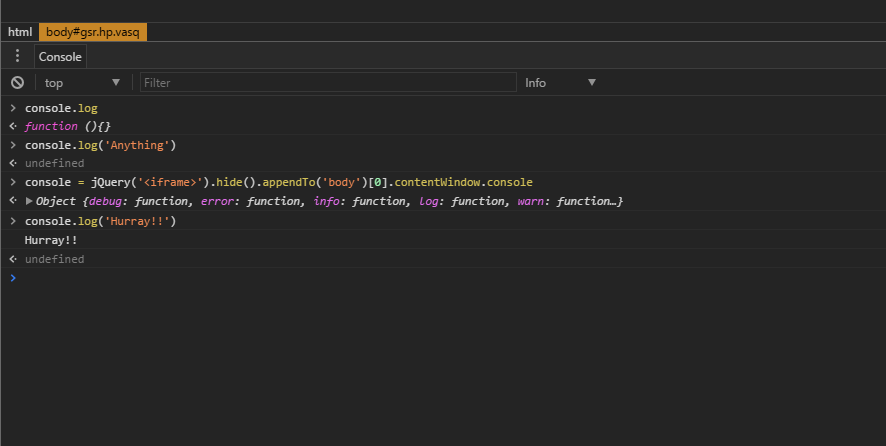 html body#gsr.hp.vasq
Console
top Filter Info
console.log
function (){}
console.log('Anything')
undefined
console = jQuery('<iframe>').hide().appendTo('body')[0].contentWindow.console
Object {debug: function, error: function, info: function, log: function, warn: function…}
console.log('Hurray!!')
Hurray!!
undefined